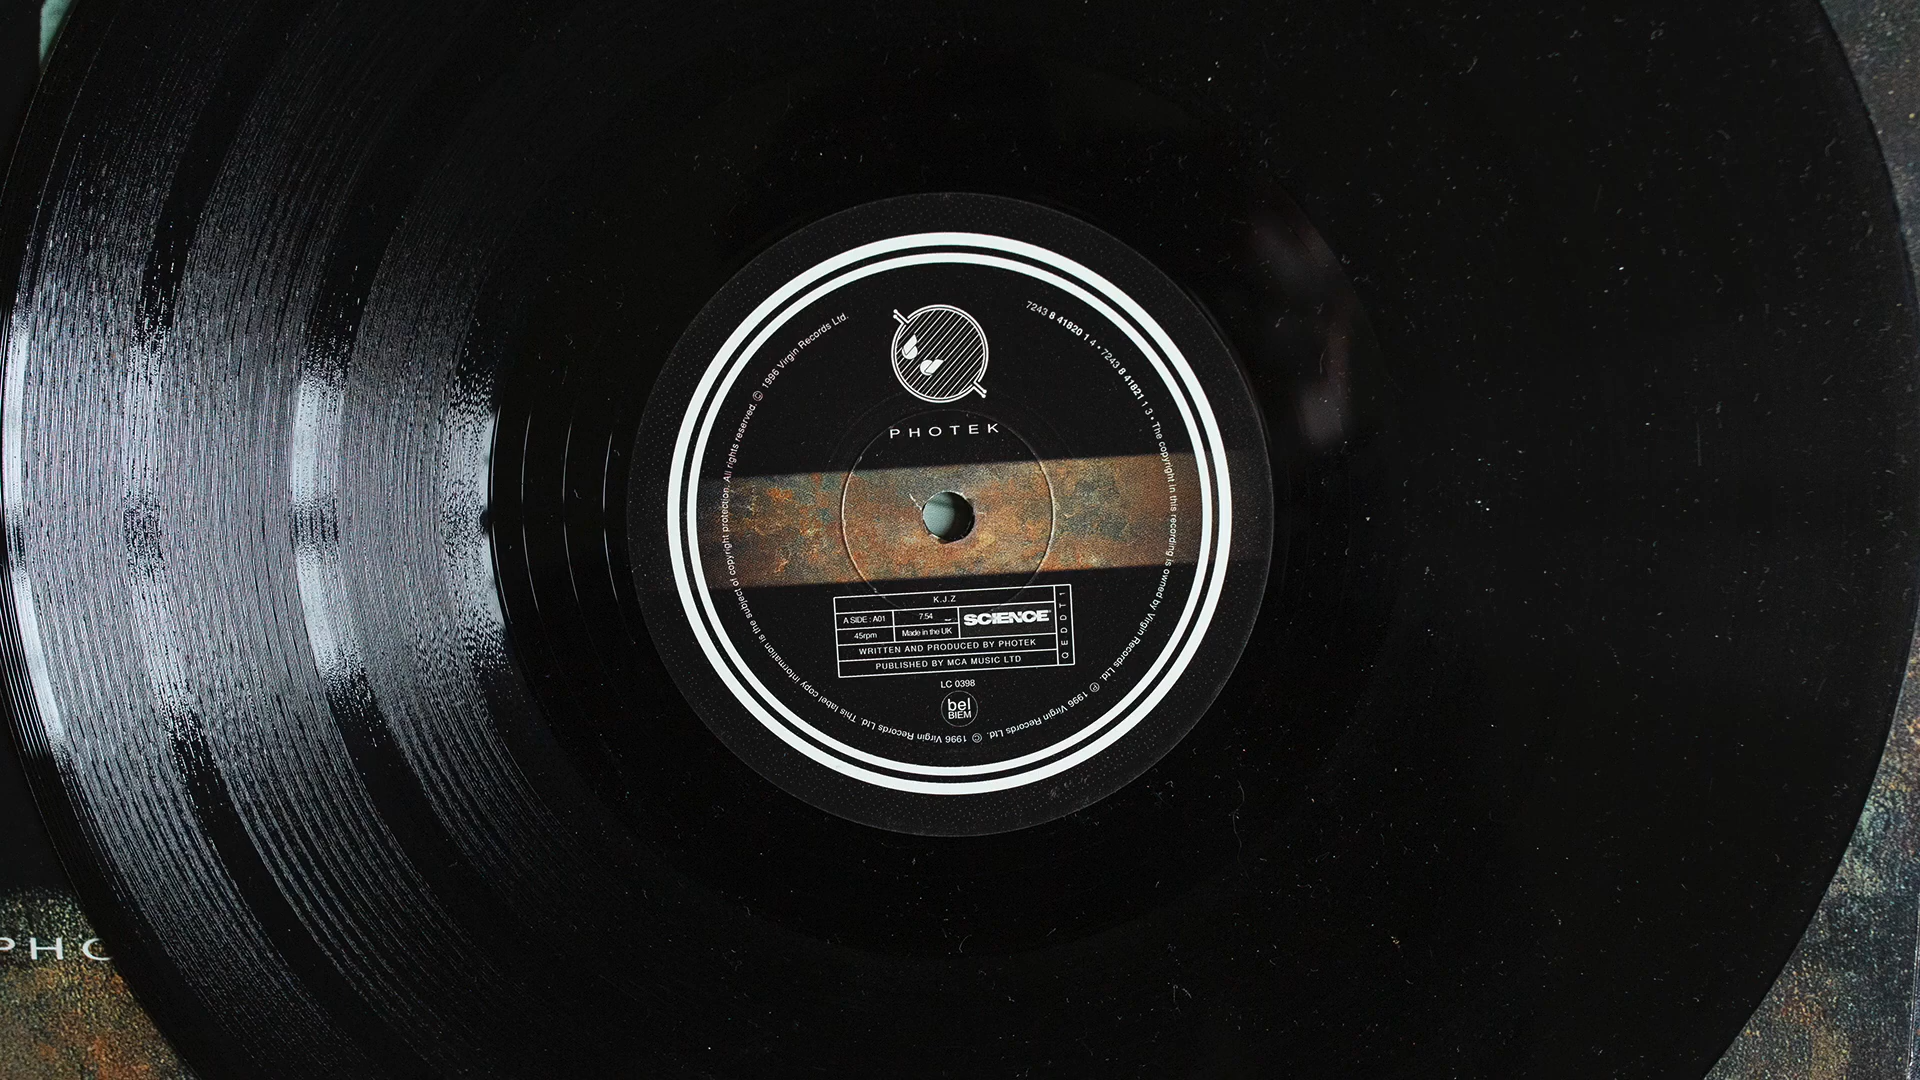 PHOTEK
K.J.Z
A SIDE : A01
7.54
SCIENCE
45rpm
Made in the UK
WRITTEN AND PRODUCED BY PHOTEK
PUBLISHED BY MCA MUSIC LTD
QEDDT1
LC 0398
bel
BIEM
7243 8 41820 1 4 • 7243 8 41821 1 3 • The copyright in this recording is owned by Virgin Records Ltd. ℗ 1996 Virgin Records Ltd. © 1996 Virgin Records Ltd. This label copy information is the subject of copyright protection. All rights reserved. © 1996 Virgin Records Ltd.
PHO